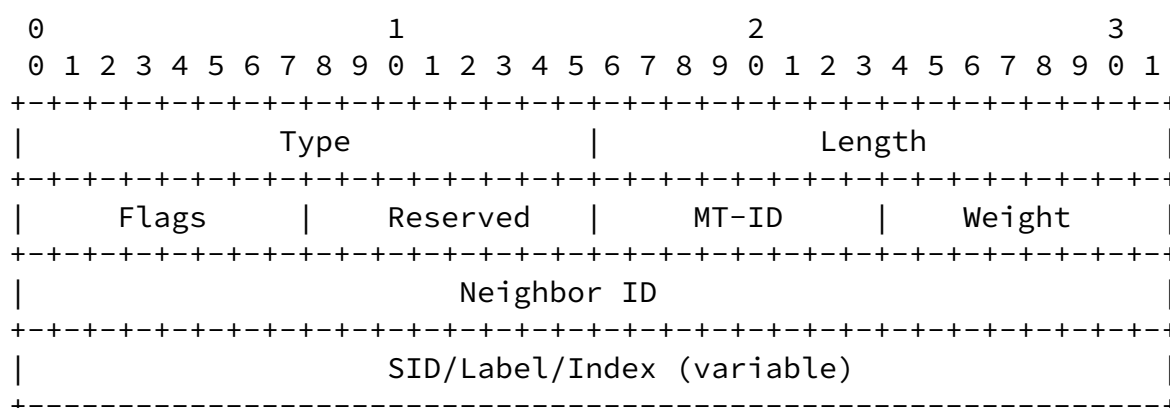 0                   1                   2                   3
 0 1 2 3 4 5 6 7 8 9 0 1 2 3 4 5 6 7 8 9 0 1 2 3 4 5 6 7 8 9 0 1
+-+-+-+-+-+-+-+-+-+-+-+-+-+-+-+-+-+-+-+-+-+-+-+-+-+-+-+-+-+-+-+-+
|              Type             |            Length             |
+-+-+-+-+-+-+-+-+-+-+-+-+-+-+-+-+-+-+-+-+-+-+-+-+-+-+-+-+-+-+-+-+
|     Flags     |    Reserved   |     MT-ID     |    Weight     |
+-+-+-+-+-+-+-+-+-+-+-+-+-+-+-+-+-+-+-+-+-+-+-+-+-+-+-+-+-+-+-+-+
|                        Neighbor ID                            |
+-+-+-+-+-+-+-+-+-+-+-+-+-+-+-+-+-+-+-+-+-+-+-+-+-+-+-+-+-+-+-+-+
|                    SID/Label/Index (variable)                 |
+---------------------------------------------------------------+